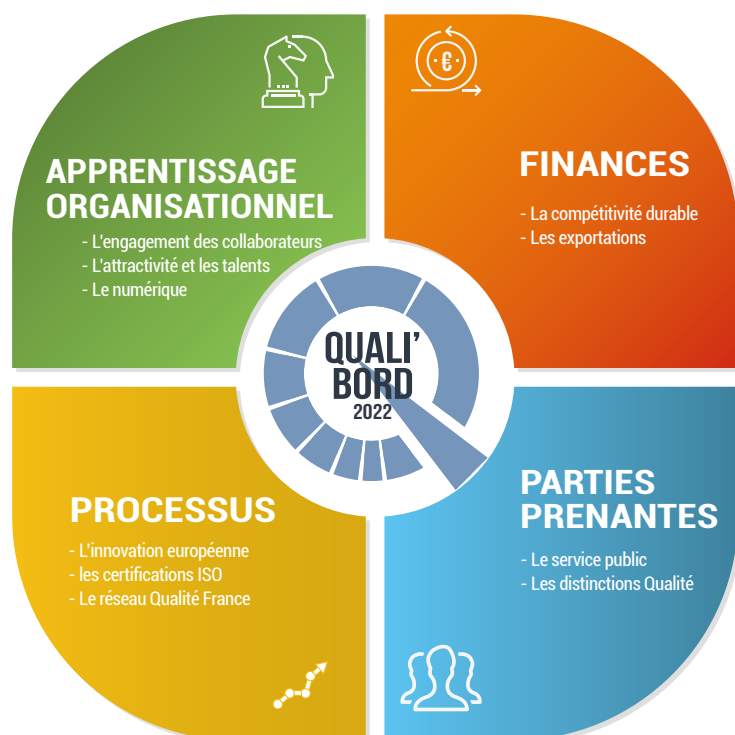 APPRENTISSAGE
ORGANISATIONNEL
- L'engagement des collaborateurs
- L'attractivité et les talents
- Le numérique
€
FINANCES
- La compétitivité durable
- Les exportations
QUALI'
BORD
2022
PROCESSUS
- L'innovation européenne
- les certifications ISO
- Le réseau Qualité France
PARTIES
PRENANTES
- Le service public
- Les distinctions Qualité